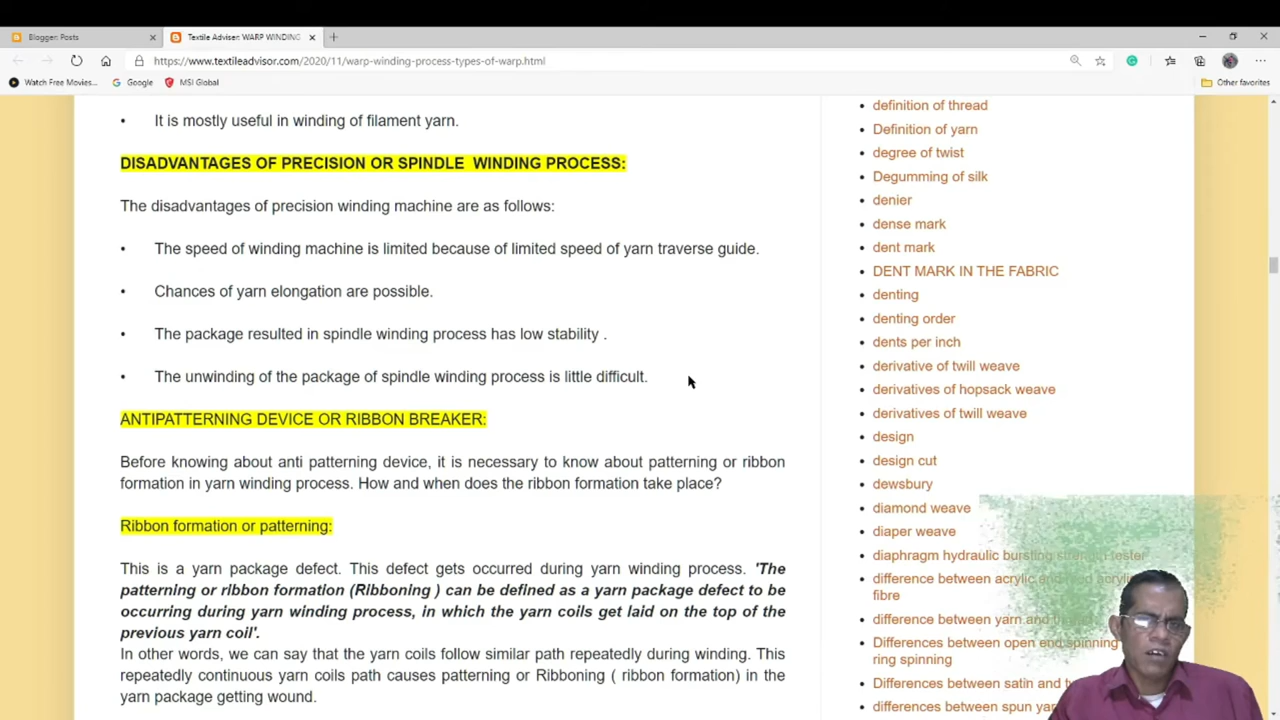 Blogger: Posts
Textile Adviser: WARP WINDING
https://www.textileadvisor.com/2020/11/warp-winding-process-types-of-warp.html
Watch Free Movies...
Google
MSI Global
Other favorites
• It is mostly useful in winding of filament yarn.
DISADVANTAGES OF PRECISION OR SPINDLE WINDING PROCESS:
The disadvantages of precision winding machine are as follows:
• The speed of winding machine is limited because of limited speed of yarn traverse guide.
• Chances of yarn elongation are possible.
• The package resulted in spindle winding process has low stability .
• The unwinding of the package of spindle winding process is little difficult.
ANTIPATTERNING DEVICE OR RIBBON BREAKER:
Before knowing about anti patterning device, it is necessary to know about patterning or ribbon
formation in yarn winding process. How and when does the ribbon formation take place?
Ribbon formation or patterning:
This is a yarn package defect. This defect gets occurred during yarn winding process. 'The
patterning or ribbon formation (Ribboning ) can be defined as a yarn package defect to be
occurring during yarn winding process, in which the yarn coils get laid on the top of the
previous yarn coil'.
In other words, we can say that the yarn coils follow similar path repeatedly during winding. This
repeatedly continuous yarn coils path causes patterning or Ribboning ( ribbon formation) in the
yarn package getting wound.
• definition of thread
• Definition of yarn
• degree of twist
• Degumming of silk
• denier
• dense mark
• dent mark
• DENT MARK IN THE FABRIC
• denting
• denting order
• dents per inch
• derivative of twill weave
• derivatives of hopsack weave
• derivatives of twill weave
• design
• design cut
• dewsbury
• diamond weave
• diaper weave
• diaphragm hydraulic bursting tester
• difference between acrylic and
fibre
• difference between yarn and
• Differences between open end spinning
ring spinning
• Differences between satin and
• differences between spun